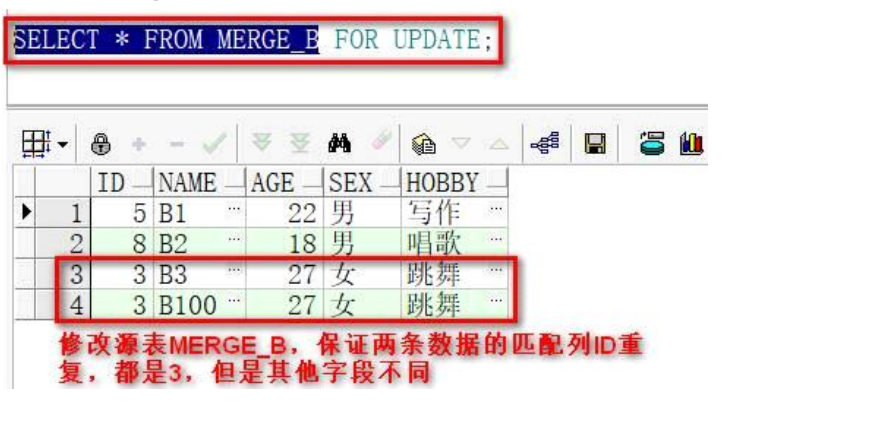 SELECT * FROM MERGE_B FOR UPDATE;
ID NAME AGE SEX HOBBY
1 5 B1 ... 22 男 写作 ...
2 8 B2 ... 18 男 唱歌 ...
3 3 B3 ... 27 女 跳舞 ...
4 3 B100 ... 27 女 跳舞 ...
修改源表MERGE_B，保证两条数据的匹配列ID重
复，都是3，但是其他字段不同